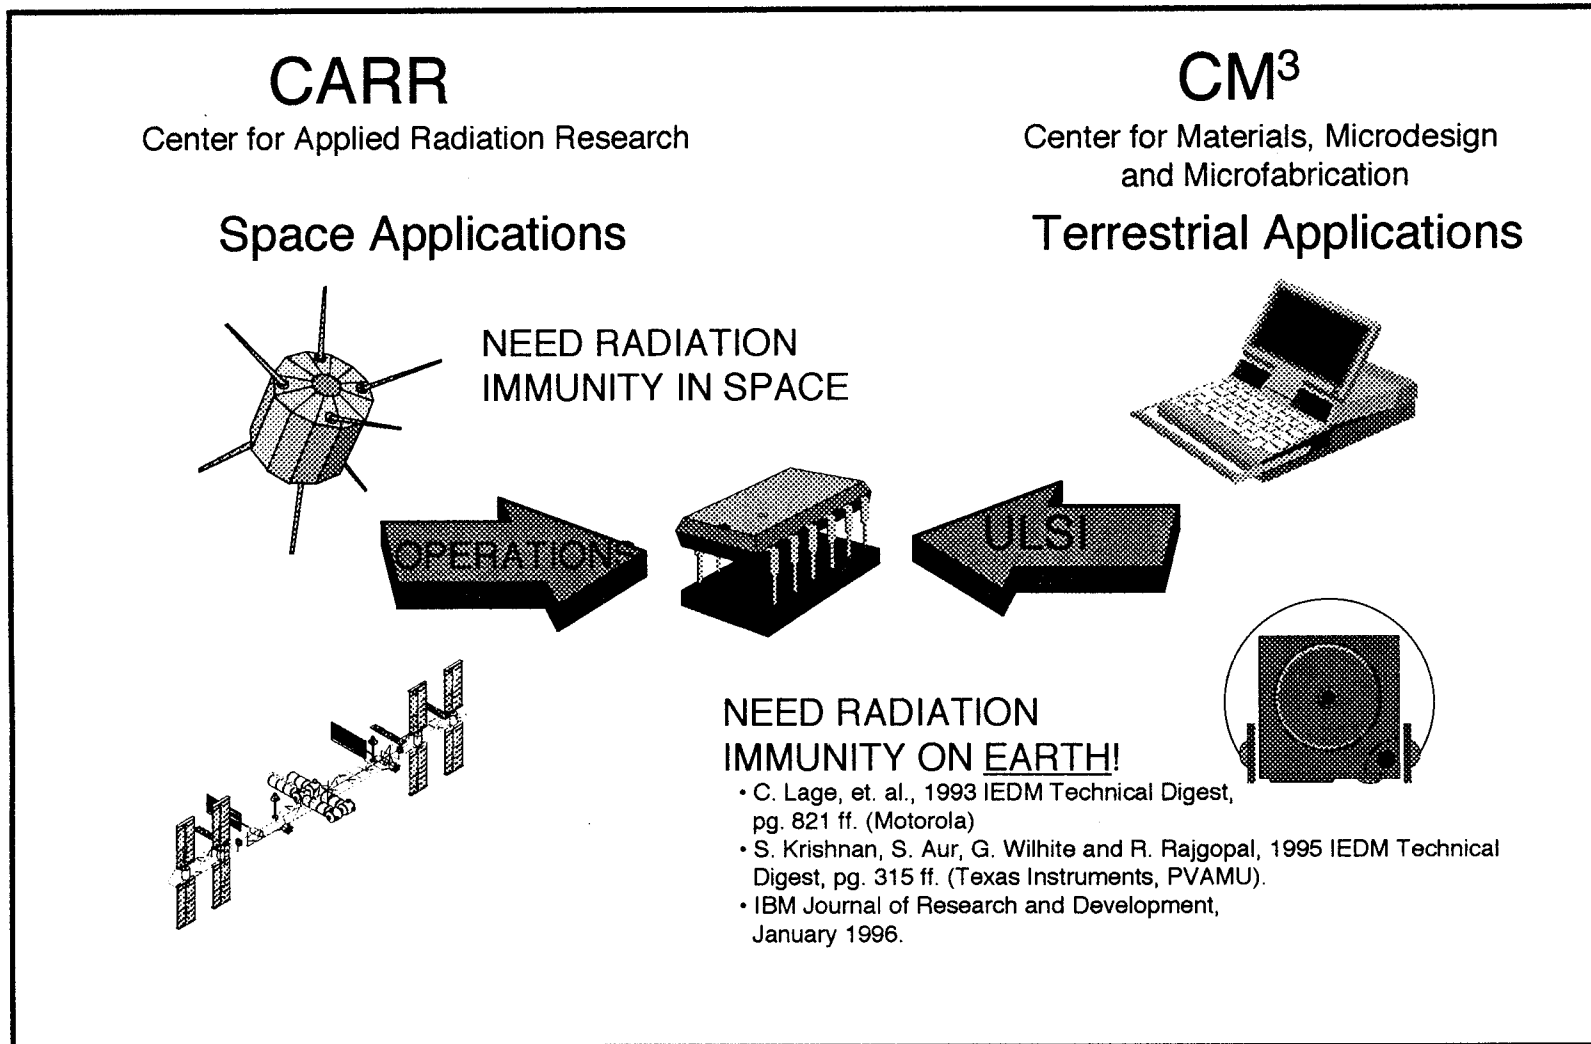 CARR
Center for Applied Radiation Research
Space Applications
NEED RADIATION
IMMUNITY IN SPACE
OPERATIONS
CM³
Center for Materials, Microdesign
and Microfabrication
Terrestrial Applications
ULSI
NEED RADIATION
IMMUNITY ON EARTH!
• C. Lage, et. al., 1993 IEDM Technical Digest,
pg. 821 ff. (Motorola)
• S. Krishnan, S. Aur, G. Wilhite and R. Rajgopal, 1995 IEDM Technical
Digest, pg. 315 ff. (Texas Instruments, PVAMU).
• IBM Journal of Research and Development,
January 1996.